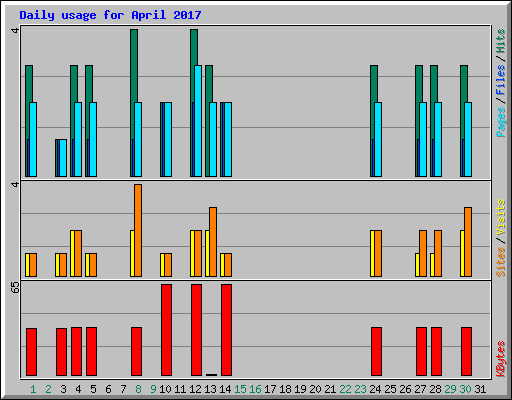 Daily usage for April 2017
4
Pages / Files / Hits
4
Sites / Visits
65
KBytes
1 2 3 4 5 6 7 8 9 10 11 12 13 14 15 16 17 18 19 20 21 22 23 24 25 26 27 28 29 30 31